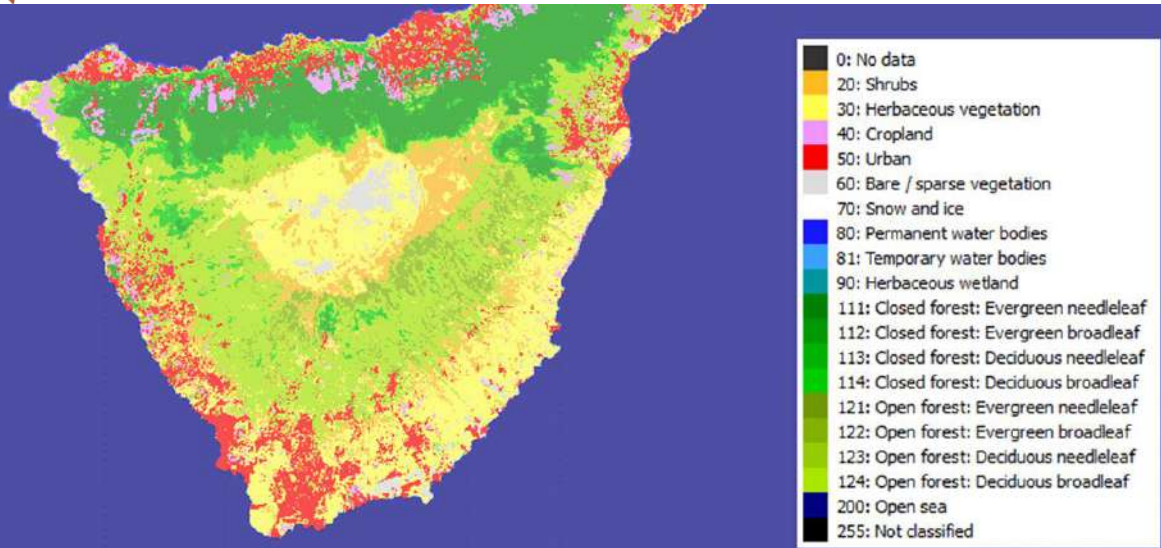 0: No data
20: Shrubs
30: Herbaceous vegetation
40: Cropland
50: Urban
60: Bare / sparse vegetation
70: Snow and ice
80: Permanent water bodies
81: Temporary water bodies
90: Herbaceous wetland
111: Closed forest: Evergreen needleleaf
112: Closed forest: Evergreen broadleaf
113: Closed forest: Deciduous needleleaf
114: Closed forest: Deciduous broadleaf
121: Open forest: Evergreen needleleaf
122: Open forest: Evergreen broadleaf
123: Open forest: Deciduous needleleaf
124: Open forest: Deciduous broadleaf
200: Open sea
255: Not classified